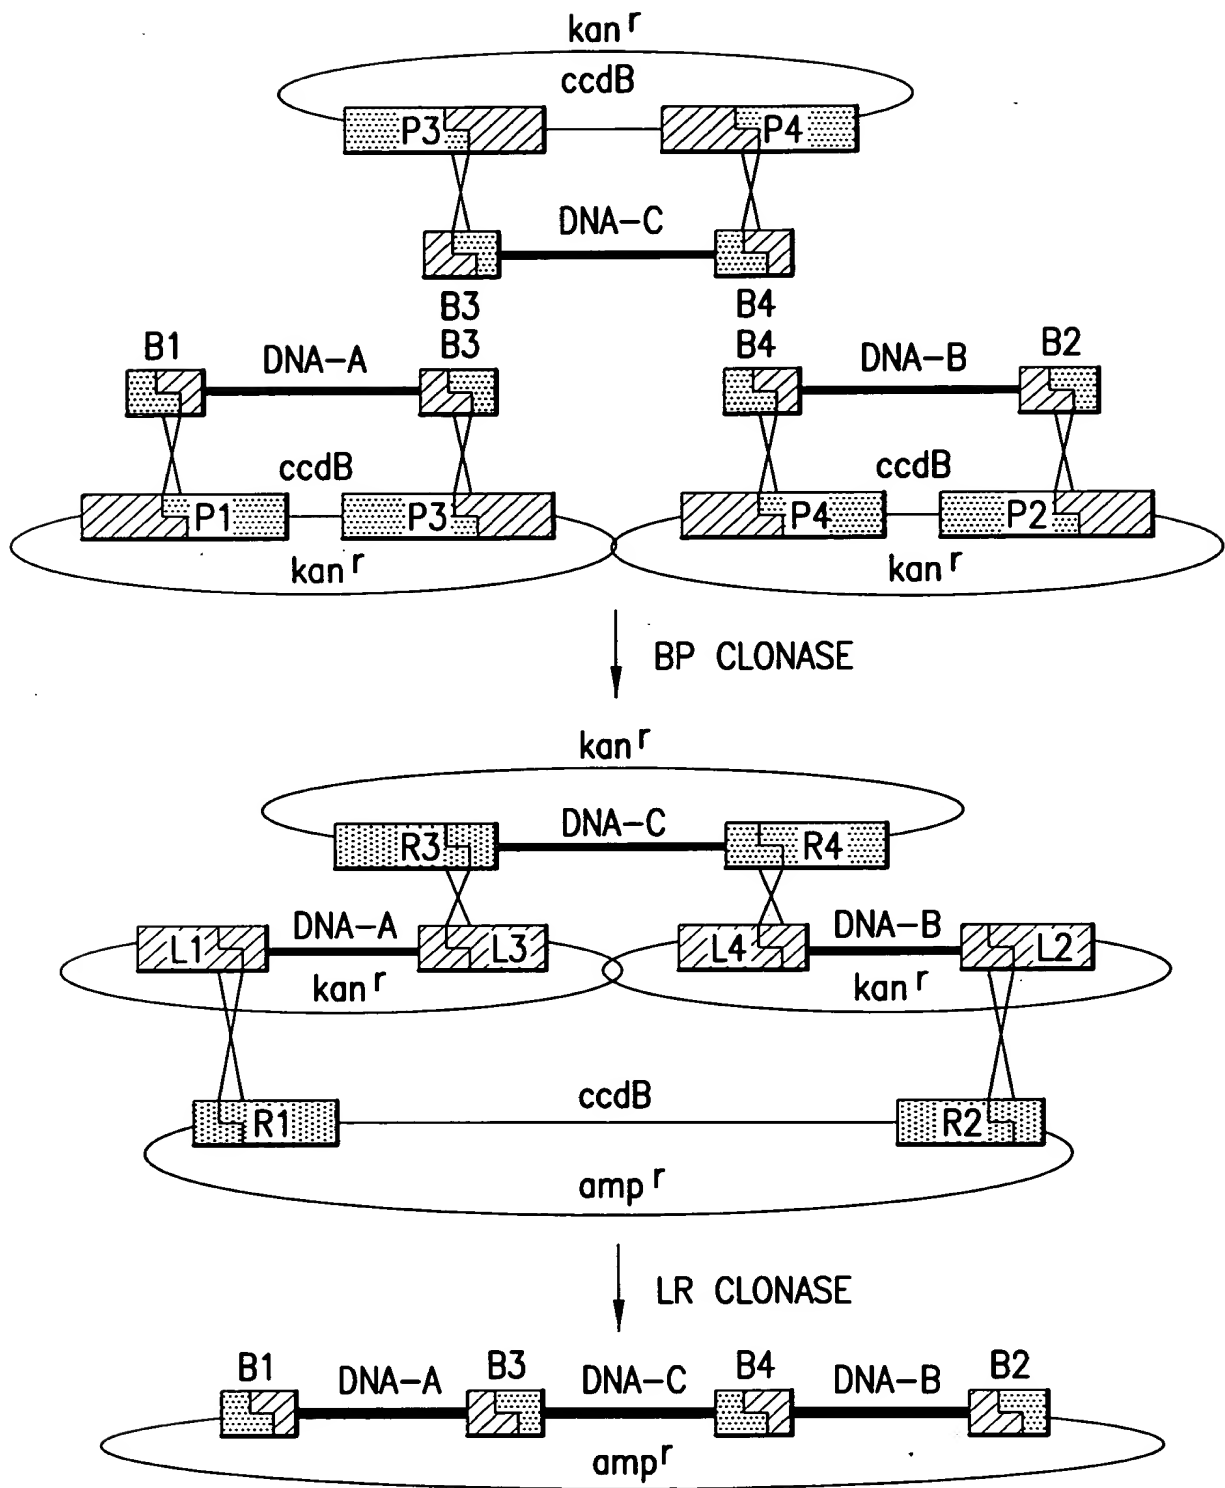 kan r
ccdB
P3 P4
DNA-C
B3 B4
B1 DNA-A B3 B4 DNA-B B2
ccdB ccdB
P1 P3 P4 P2
kan r kan r
BP CLONASE
kan r
DNA-C
R3 R4
DNA-A DNA-B
L1 L3 L4 L2
kan r kan r
ccdB
R1 R2
amp r
LR CLONASE
B1 DNA-A B3 DNA-C B4 DNA-B B2
amp r